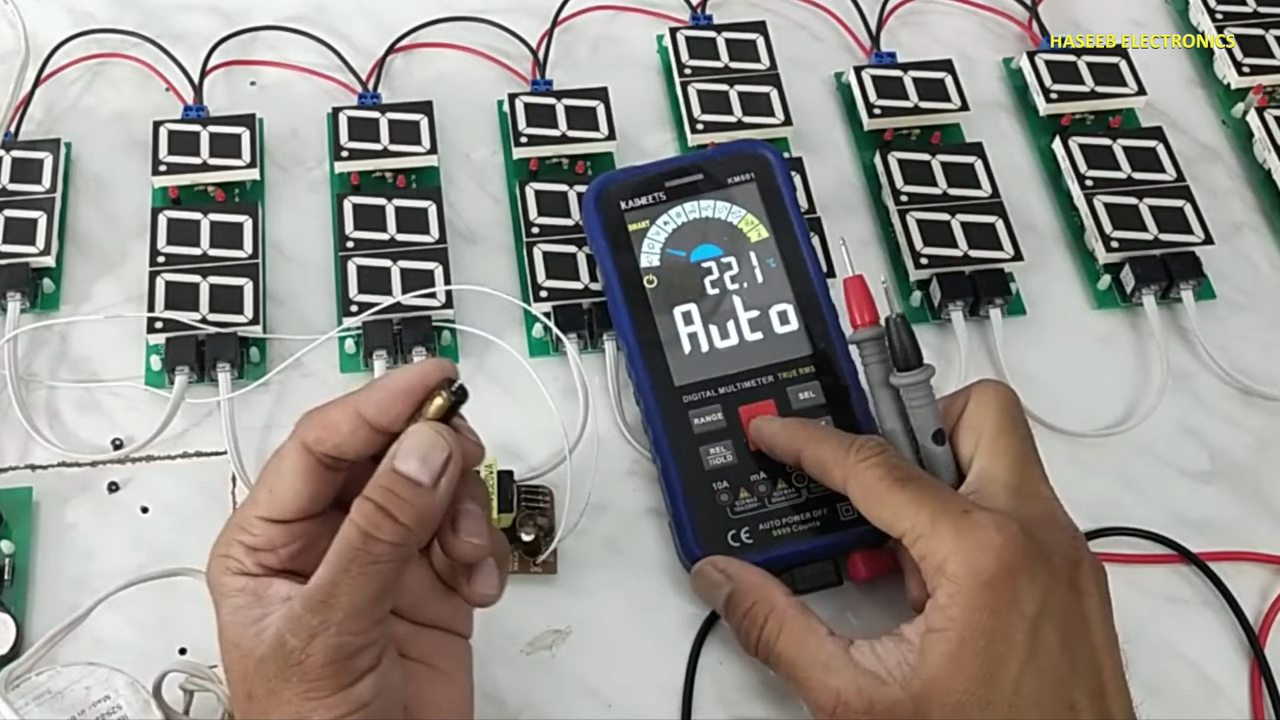 HASEEB ELECTRONICS
KAIWEETS
KM601
SMART
22.1 °C
Auto
DIGITAL MULTIMETER TRUE RMS
RANGE
SEL
REL
HOLD
10A
mA
AUTO POWER OFF
9999 Counts
CE